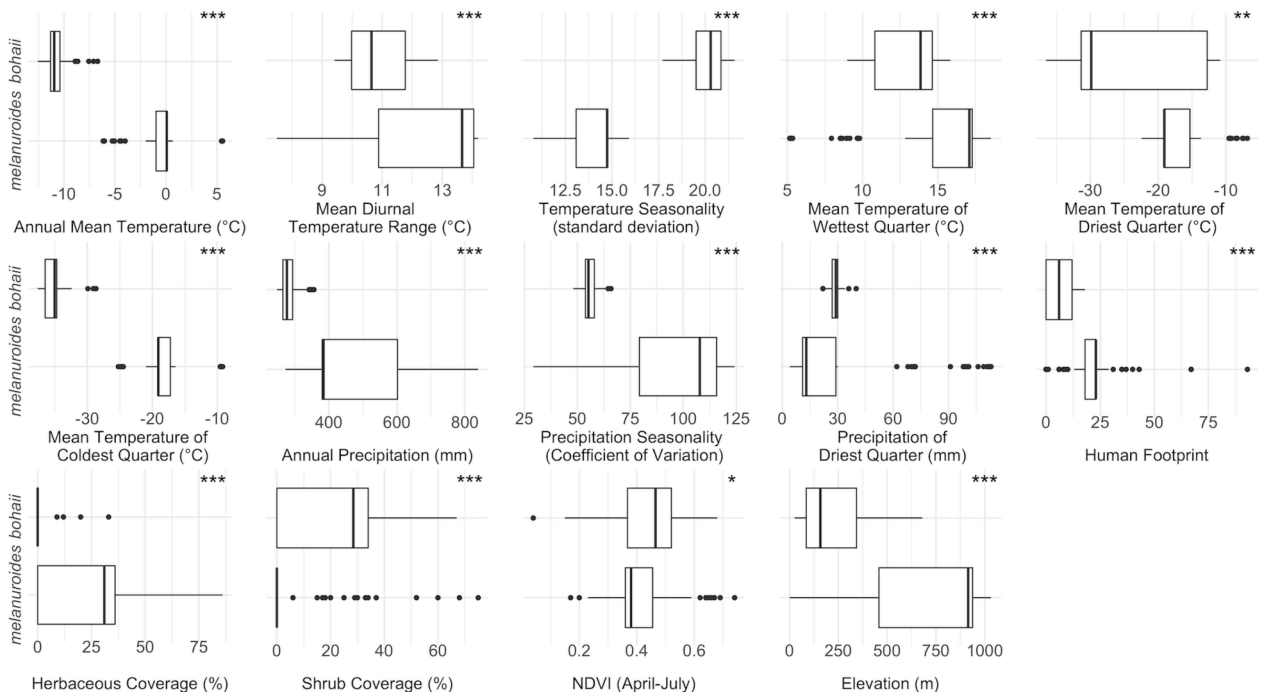 *** *** *** *** **
melanuroides bohaii
-10 -5 0 5 9 11 13 12.5 15.0 17.5 20.0 5 10 15 -30 -20 -10
Annual Mean Temperature (°C) Mean Diurnal Temperature Range (°C) Temperature Seasonality (standard deviation) Mean Temperature of Wettest Quarter (°C) Mean Temperature of Driest Quarter (°C)
*** *** *** *** ***
melanuroides bohaii
-30 -20 -10 400 600 800 25 50 75 100 125 0 30 60 90 0 25 50 75
Mean Temperature of Coldest Quarter (°C) Annual Precipitation (mm) Precipitation Seasonality (Coefficient of Variation) Precipitation of Driest Quarter (mm) Human Footprint
*** *** * ***
melanuroides bohaii
0 25 50 75 0 20 40 60 0.2 0.4 0.6 0 250 500 750 1000
Herbaceous Coverage (%) Shrub Coverage (%) NDVI (April-July) Elevation (m)